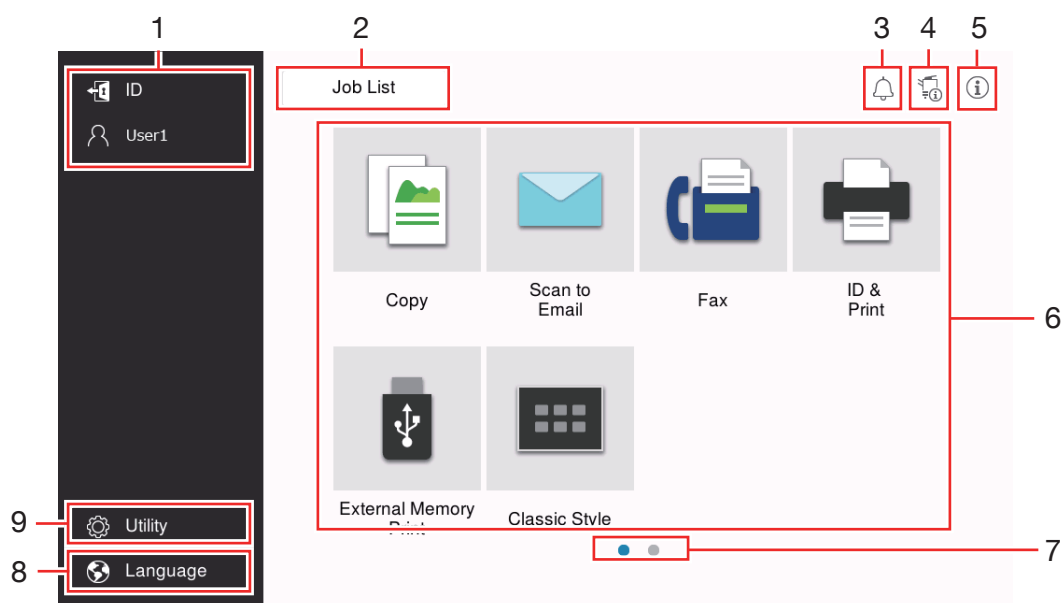 1
2
3
4
5
ID
User1
Job List
Copy
Scan to
Email
Fax
ID &
Print
6
External Memory
Print
Classic Style
9
Utility
7
8
Language